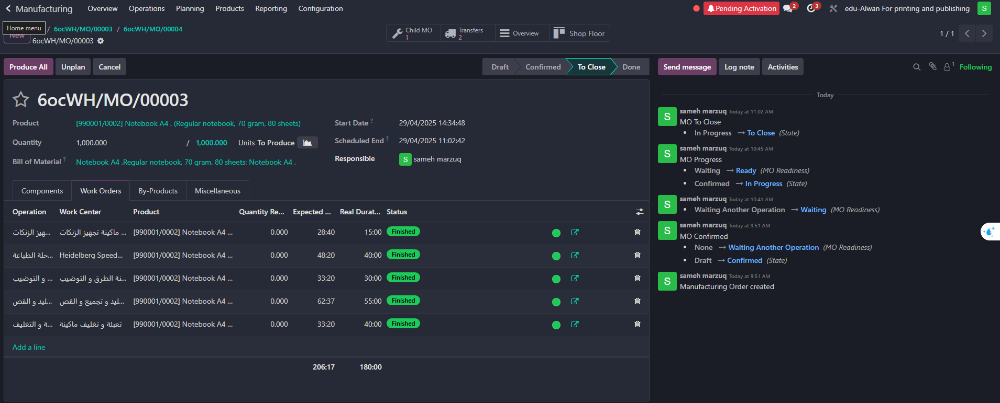 Manufacturing Overview Operations Planning Products Reporting Configuration
Pending Activation 2 3 edu-Alwan For printing and publishing S
Home menu / 6ocWH/MO/00003 / 6ocWH/MO/00004
New 6ocWH/MO/00003
Child MO 1
Transfers 2
Overview
Shop Floor
1 / 1
Produce All Unplan Cancel
Draft Confirmed To Close Done
Send message Log note Activities
1 Following
6ocWH/MO/00003
Product [990001/0002] Notebook A4 . (Regular notebook, 70 gram, 80 sheets)
Quantity 1,000.000 / 1,000.000 Units To Produce
Bill of Material ? Notebook A4 .Regular notebook, 70 gram, 80 sheets: Notebook A4 .
Start Date ? 29/04/2025 14:34:48
Scheduled End ? 29/04/2025 11:02:42
Responsible S sameh marzuq
Components Work Orders By-Products Miscellaneous
Operation Work Center Product Quantity Re... Expected ... Real Durat... Status
...هيز الزنكات ... ماكينة تجهيز الزنكات [990001/0002] Notebook A4 ... 0.000 28:40 15:00 Finished
...حلة الطباعة Heidelberg Speed... [990001/0002] Notebook A4 ... 0.000 48:20 40:00 Finished
... و التوضيب ...نة الطرق و التوضيب [990001/0002] Notebook A4 ... 0.000 33:20 30:00 Finished
...ليد و القص ...ليد و تجميع و القص [990001/0002] Notebook A4 ... 0.000 62:37 55:00 Finished
...ة و التغليف تعبئة و تغليف ماكينة [990001/0002] Notebook A4 ... 0.000 33:20 40:00 Finished
Add a line
206:17 180:00
Today
S
sameh marzuq Today at 11:02 AM
MO To Close
In Progress → To Close (State)
S
sameh marzuq Today at 10:45 AM
MO Progress
Waiting → Ready (MO Readiness)
Confirmed → In Progress (State)
S
sameh marzuq Today at 10:41 AM
Waiting Another Operation → Waiting (MO Readiness)
S
sameh marzuq Today at 9:51 AM
MO Confirmed
None → Waiting Another Operation (MO Readiness)
Draft → Confirmed (State)
S
sameh marzuq Today at 9:51 AM
Manufacturing Order created